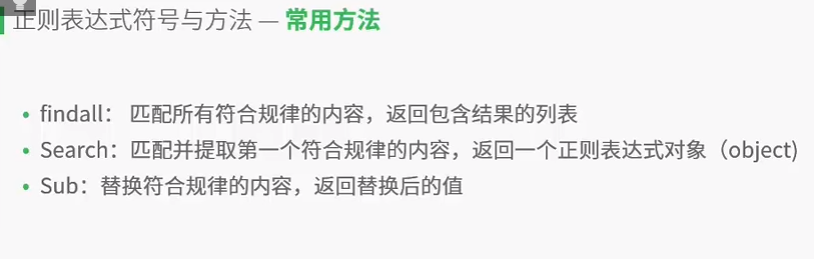 正则表达式符号与方法 — 常用方法
• findall： 匹配所有符合规律的内容，返回包含结果的列表
• Search：匹配并提取第一个符合规律的内容，返回一个正则表达式对象（object)
• Sub：替换符合规律的内容，返回替换后的值